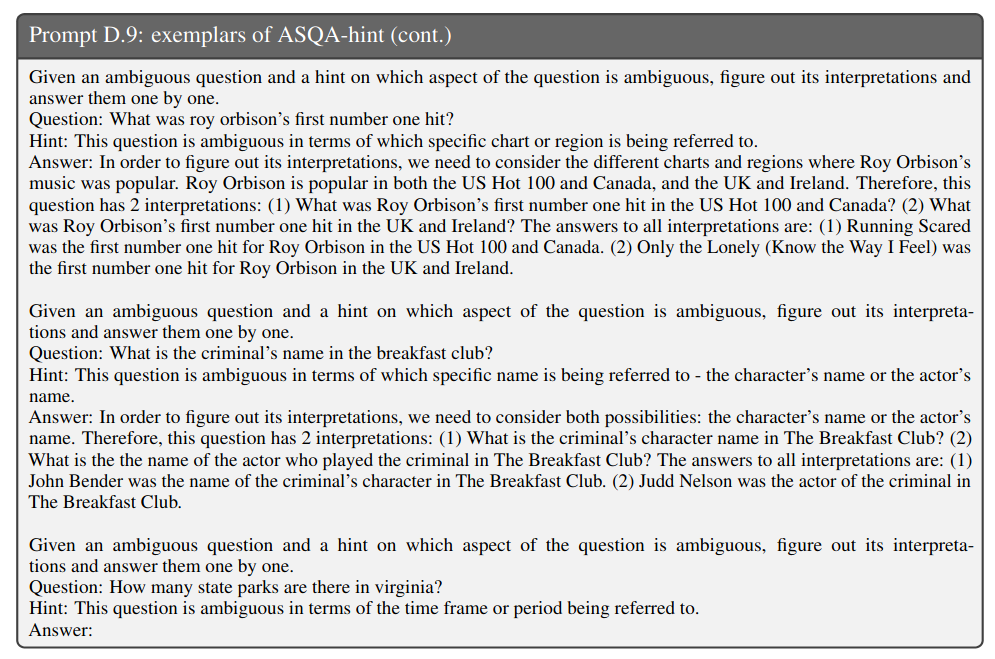 Prompt D.9: exemplars of ASQA-hint (cont.)
Given an ambiguous question and a hint on which aspect of the question is ambiguous, figure out its interpretations and
answer them one by one.
Question: What was roy orbison's first number one hit?
Hint: This question is ambiguous in terms of which specific chart or region is being referred to.
Answer: In order to figure out its interpretations, we need to consider the different charts and regions where Roy Orbison's
music was popular. Roy Orbison is popular in both the US Hot 100 and Canada, and the UK and Ireland. Therefore, this
question has 2 interpretations: (1) What was Roy Orbison's first number one hit in the US Hot 100 and Canada? (2) What
was Roy Orbison's first number one hit in the UK and Ireland? The answers to all interpretations are: (1) Running Scared
was the first number one hit for Roy Orbison in the US Hot 100 and Canada. (2) Only the Lonely (Know the Way I Feel) was
the first number one hit for Roy Orbison in the UK and Ireland.
Given an ambiguous question and a hint on which aspect of the question is ambiguous, figure out its interpreta-
tions and answer them one by one.
Question: What is the criminal's name in the breakfast club?
Hint: This question is ambiguous in terms of which specific name is being referred to - the character's name or the actor's
name.
Answer: In order to figure out its interpretations, we need to consider both possibilities: the character's name or the actor's
name. Therefore, this question has 2 interpretations: (1) What is the criminal's character name in The Breakfast Club? (2)
What is the the name of the actor who played the criminal in The Breakfast Club? The answers to all interpretations are: (1)
John Bender was the name of the criminal's character in The Breakfast Club. (2) Judd Nelson was the actor of the criminal in
The Breakfast Club.
Given an ambiguous question and a hint on which aspect of the question is ambiguous, figure out its interpreta-
tions and answer them one by one.
Question: How many state parks are there in virginia?
Hint: This question is ambiguous in terms of the time frame or period being referred to.
Answer: